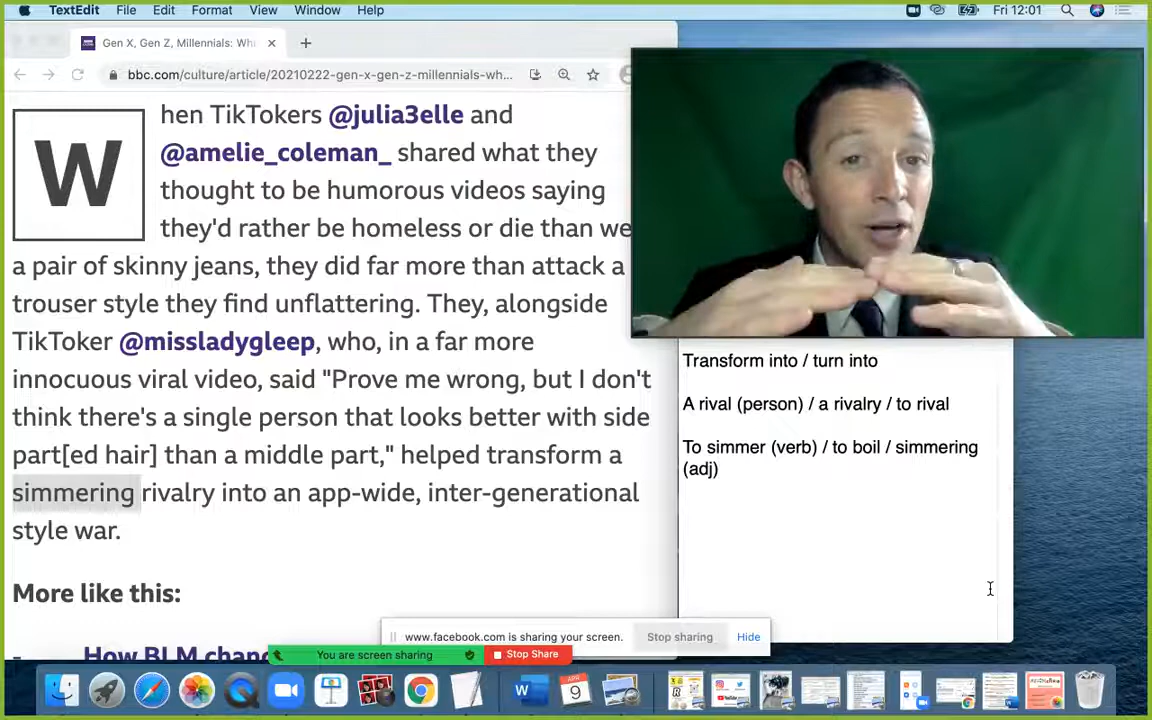 TextEdit File Edit Format View Window Help Fri 12:01
Gen X, Gen Z, Millennials: Wh
bbc.com/culture/article/20210222-gen-x-gen-z-millennials-wh...
When TikTokers @julia3elle and
@amelie_coleman_ shared what they
thought to be humorous videos saying
they'd rather be homeless or die than we
a pair of skinny jeans, they did far more than attack a
trouser style they find unflattering. They, alongside
TikToker @missladygleep, who, in a far more
innocuous viral video, said "Prove me wrong, but I don't
think there's a single person that looks better with side
part[ed hair] than a middle part," helped transform a
simmering rivalry into an app-wide, inter-generational
style war.
More like this:
- How BLM chan
Transform into / turn into
A rival (person) / a rivalry / to rival
To simmer (verb) / to boil / simmering
(adj)
www.facebook.com is sharing your screen. Stop sharing Hide
You are screen sharing Stop Share
W APR 9